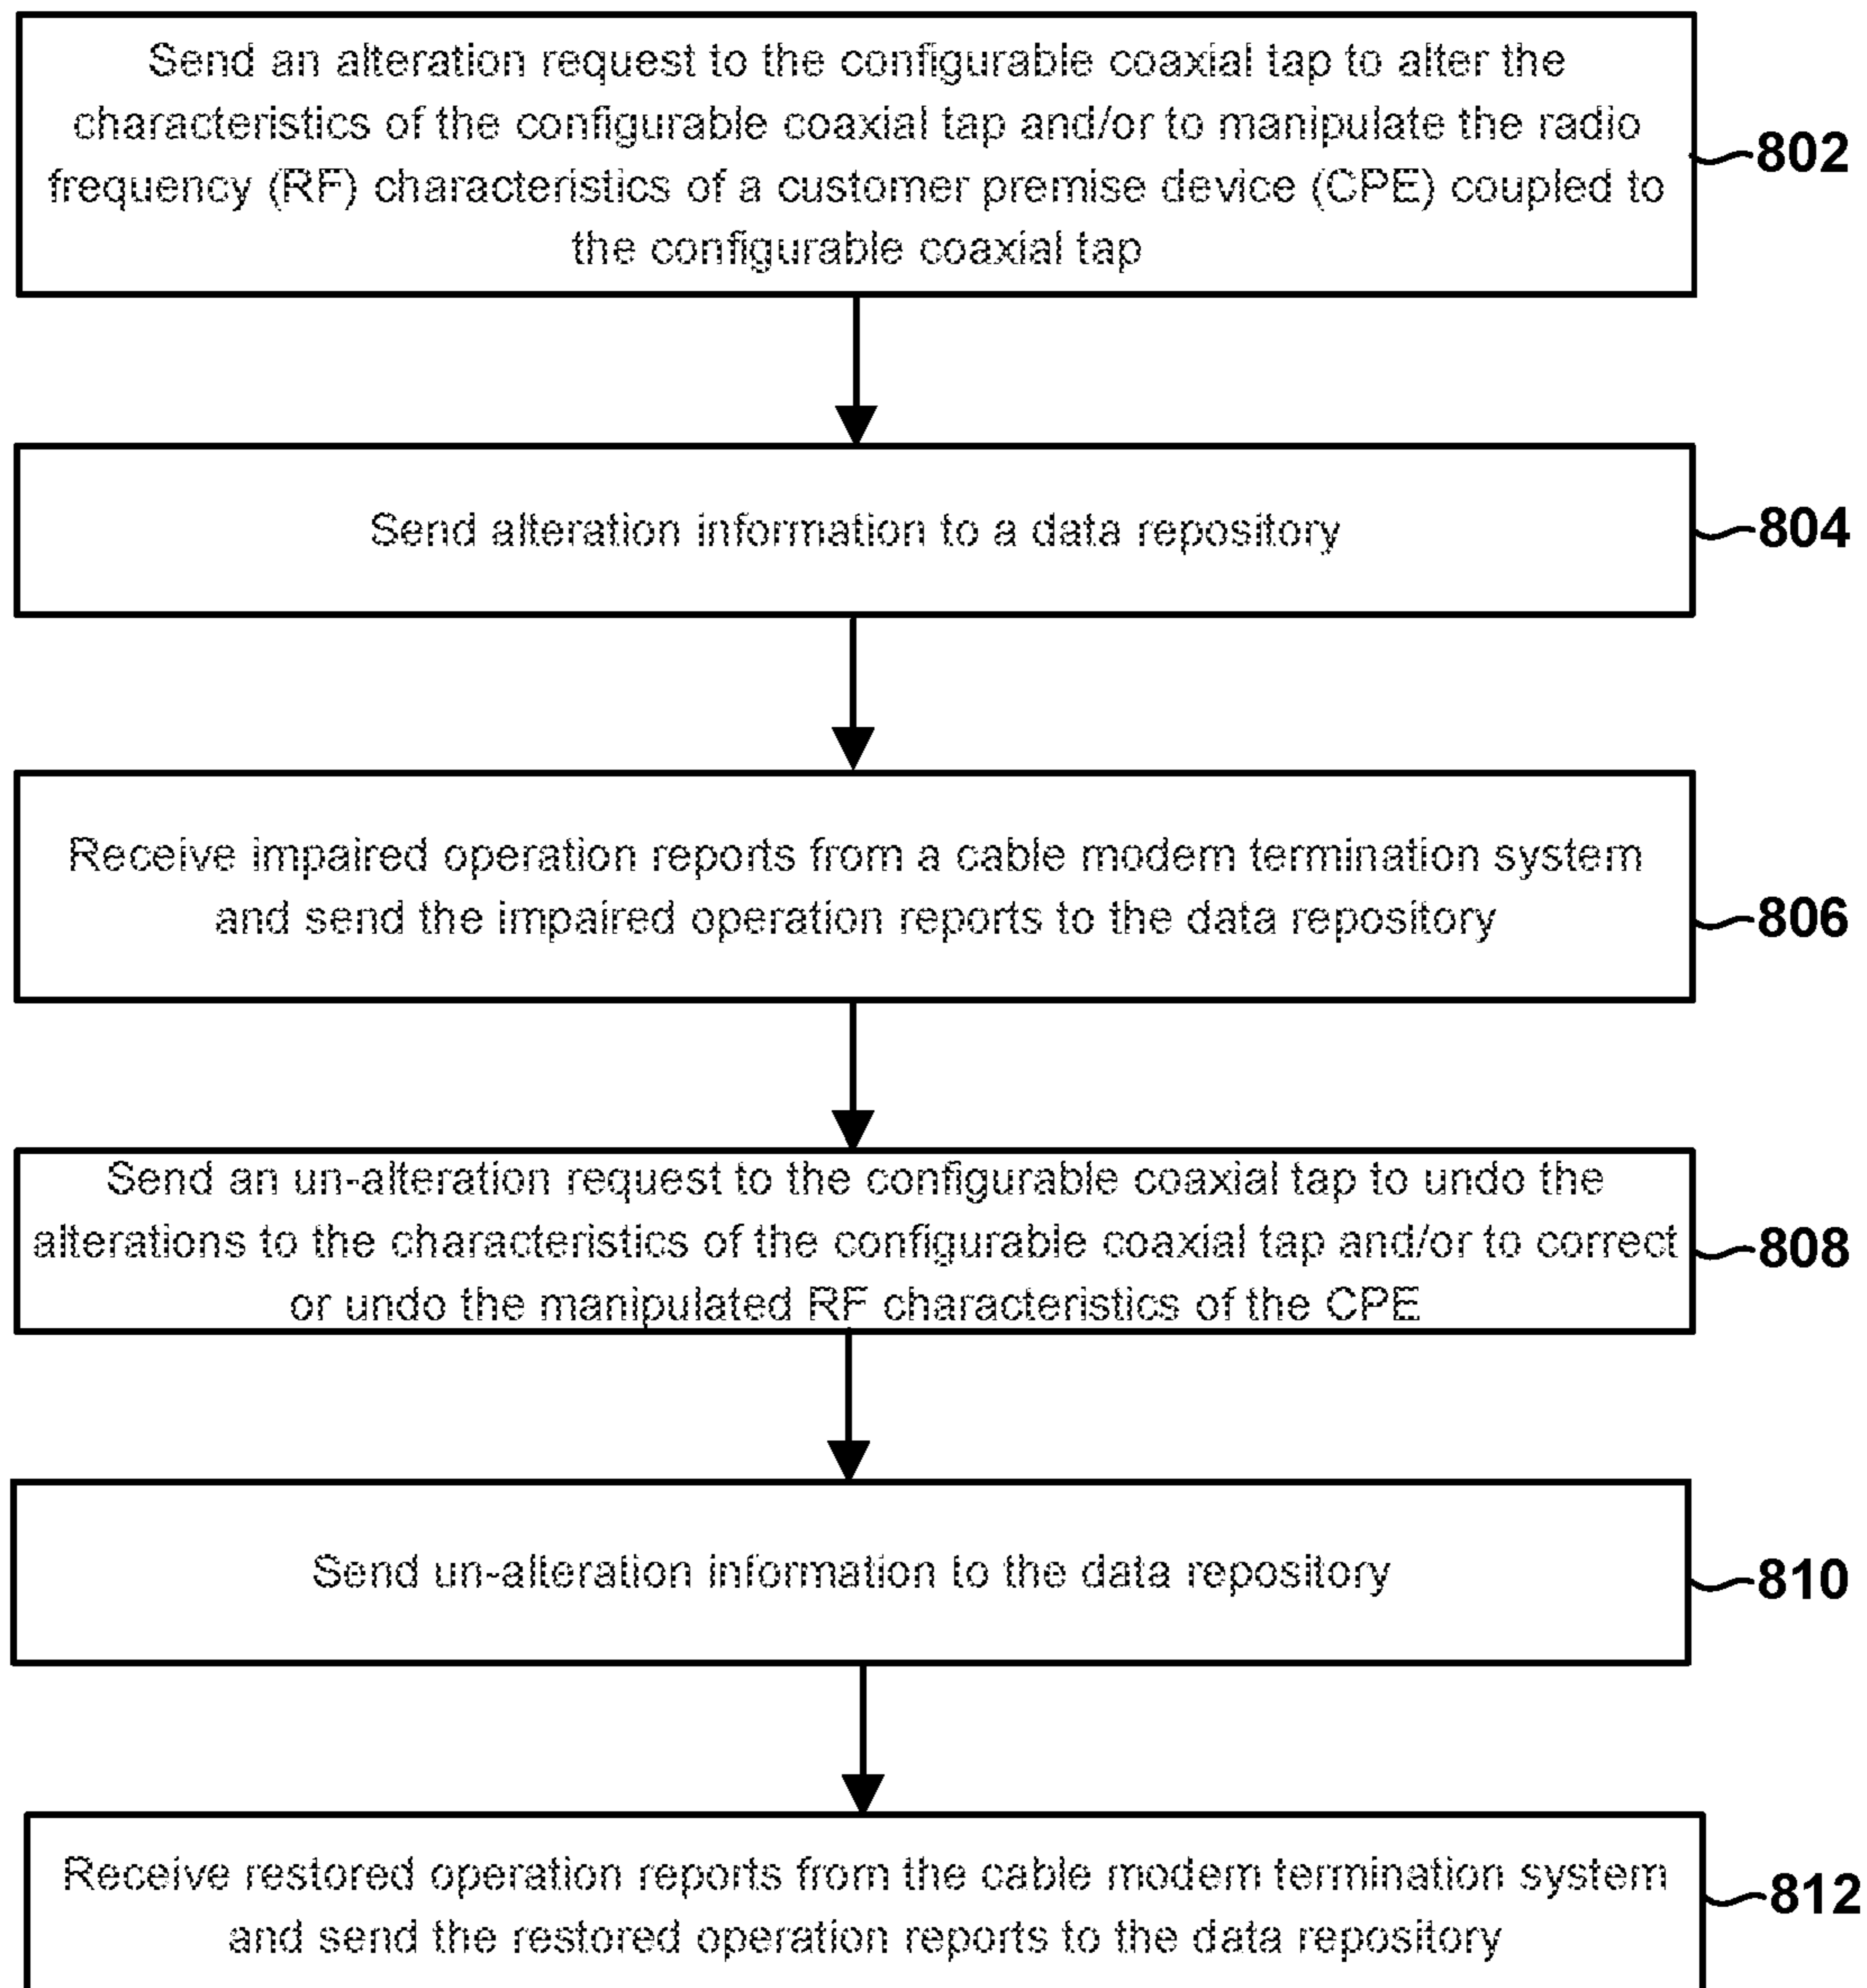 Send an alteration request to the configurable coaxial tap to alter the
characteristics of the configurable coaxial tap and/or to manipulate the radio
frequency (RF) characteristics of a customer premise device (CPE) coupled to
the configurable coaxial tap
802
Send alteration information to a data repository
804
Receive impaired operation reports from a cable modem termination system
and send the impaired operation reports to the data repository
806
Send an un-alteration request to the configurable coaxial tap to undo the
alterations to the characteristics of the configurable coaxial tap and/or to correct
or undo the manipulated RF characteristics of the CPE
808
Send un-alteration information to the data repository
810
Receive restored operation reports from the cable modem termination system
and send the restored operation reports to the data repository
812